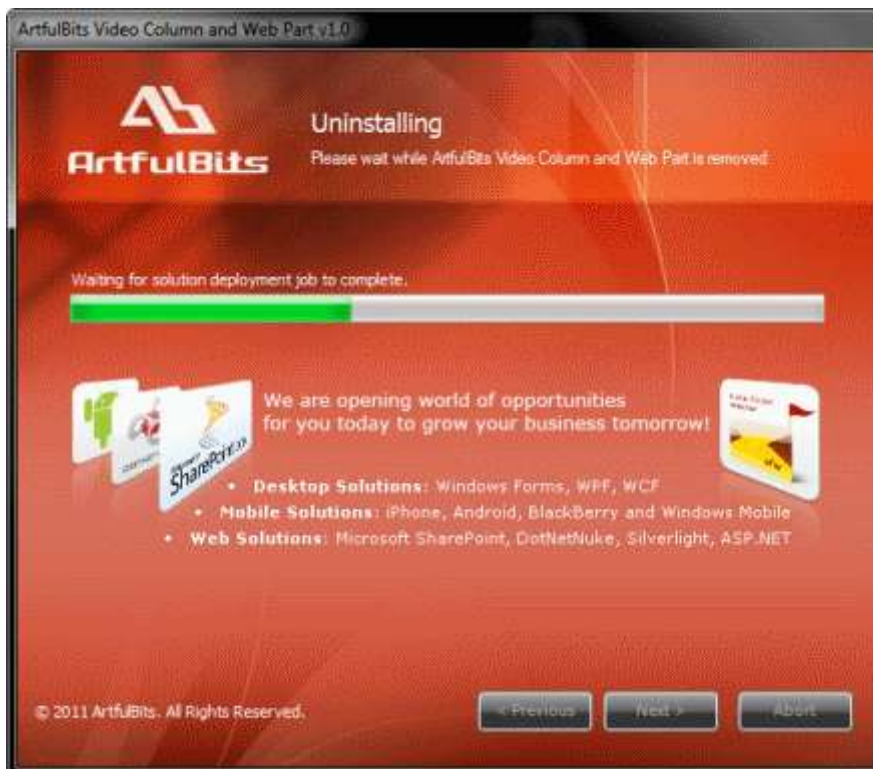 ArtfulBits Video Column and Web Part v1.0
ArtfulBits
Uninstalling
Please wait while ArtfulBits Video Column and Web Part is removed
Waiting for solution deployment job to complete.
We are opening world of opportunities
for you today to grow your business tomorrow!
SharePoint
• Desktop Solutions: Windows Forms, WPF, WCF
• Mobile Solutions: iPhone, Android, BlackBerry and Windows Mobile
• Web Solutions: Microsoft SharePoint, DotNetNuke, Silverlight, ASP.NET
© 2011 ArtfulBits. All Rights Reserved.
< Previous
Next >
Abort